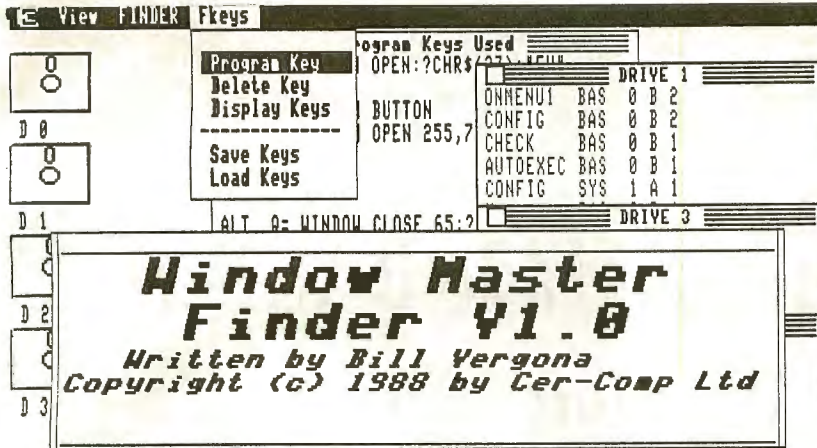 View FINDER Fkeys
Program Key
Delete Key
Display Keys
Save Keys
Load Keys
ogram Keys Used
OPEN:?CHR$(27);"EV"
BUTTON
OPEN 255,7
ALT Q= WINDOW CLOSE 65:?
DRIVE 1
ONMENU1 BAS 0 B 2
CONFIG BAS 0 B 2
CHECK BAS 0 B 1
AUTOEXEC BAS 0 B 1
CONFIG SYS 1 A 1
DRIVE 3
D 0
D 1
D 2
D 3
Window Master
Finder V1.0
Written by Bill Vergona
Copyright (c) 1988 by Cer-Comp Ltd